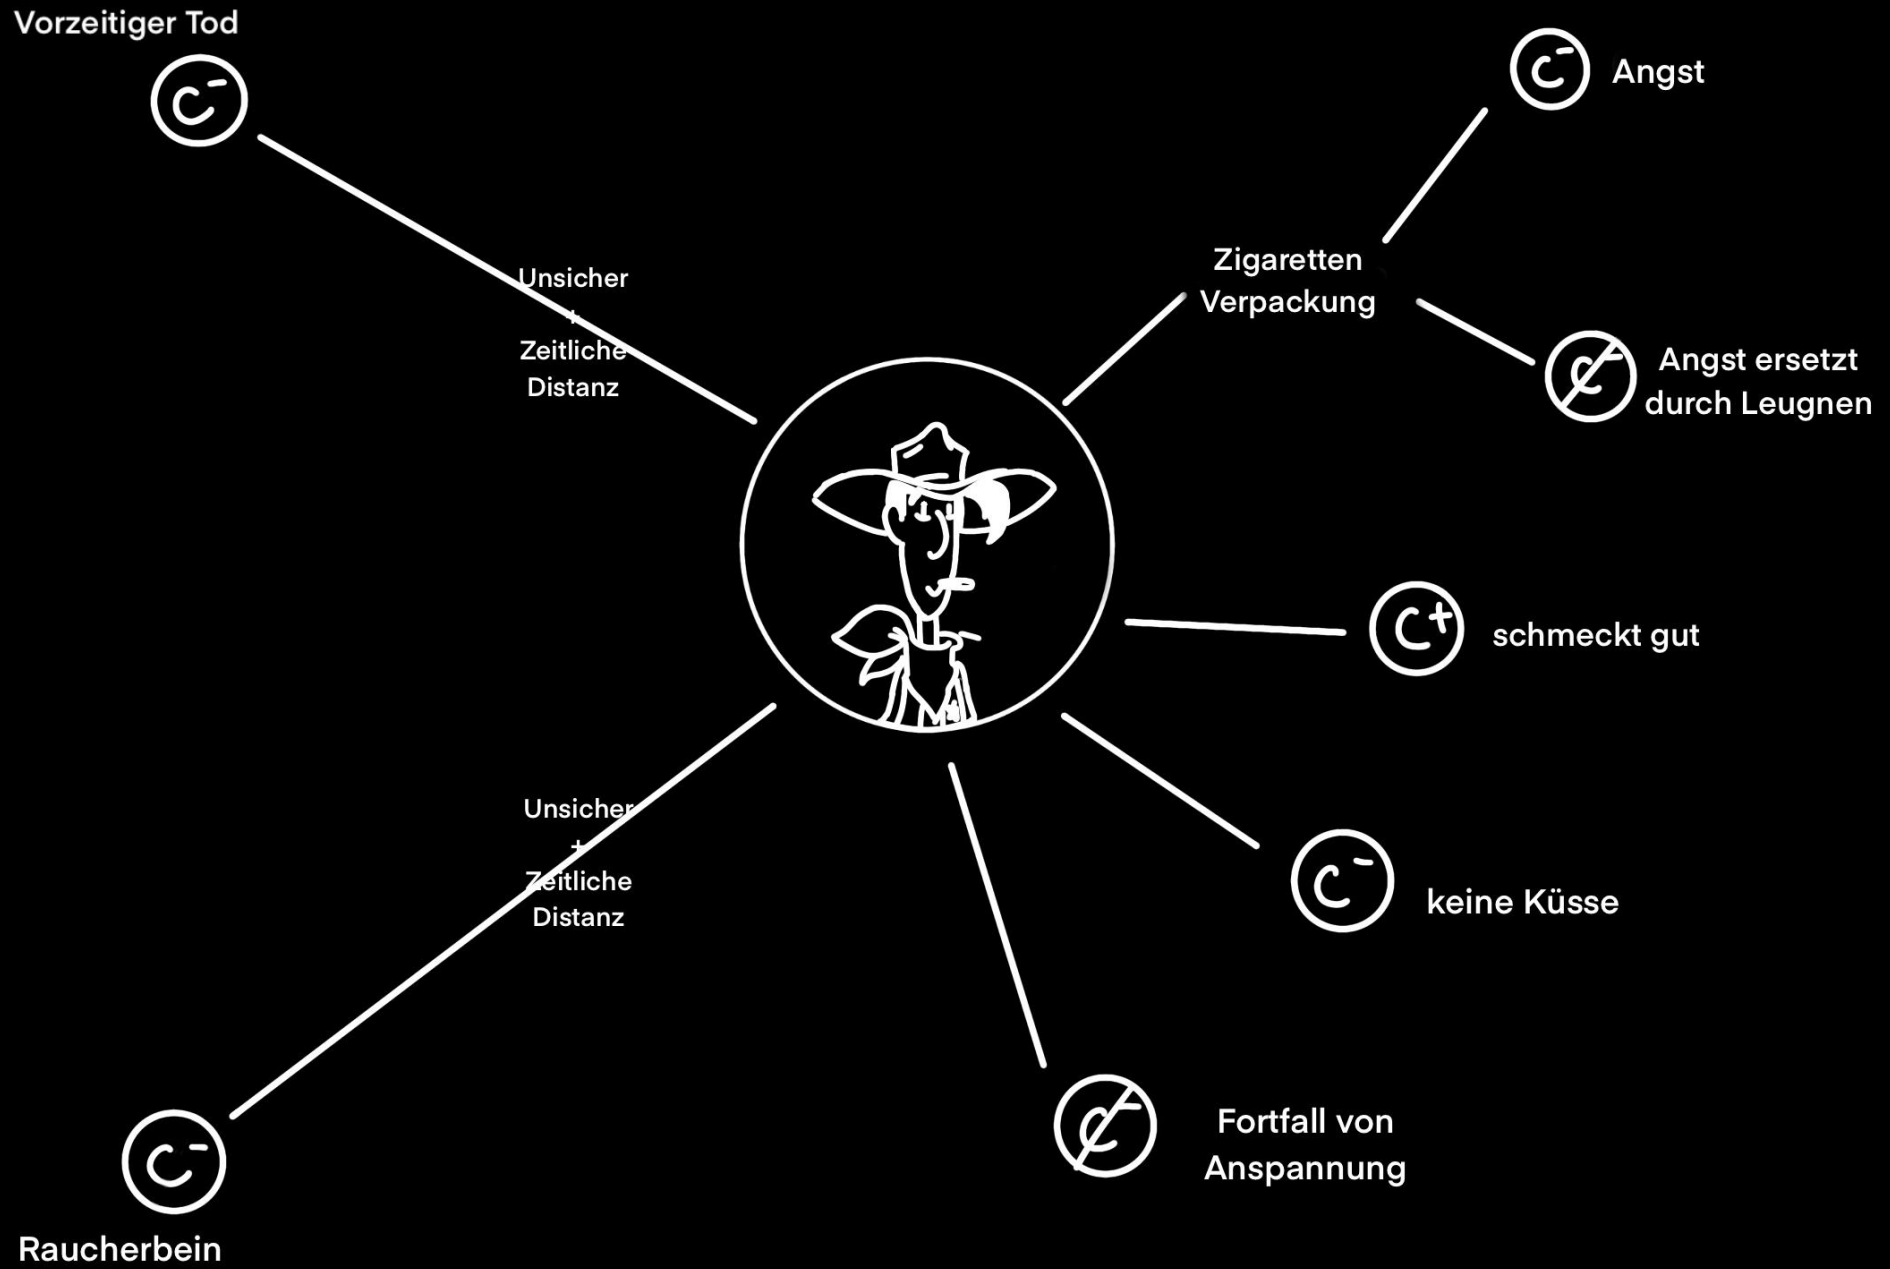 Vorzeitiger Tod
C-
C-
Angst
Unsicher
+
Zeitliche
Distanz
Zigaretten
Verpackung
C-
Angst ersetzt
durch Leugnen
C+
schmeckt gut
Unsicher
+
Zeitliche
Distanz
C-
keine Küsse
C-
Fortfall von
Anspannung
C-
Raucherbein